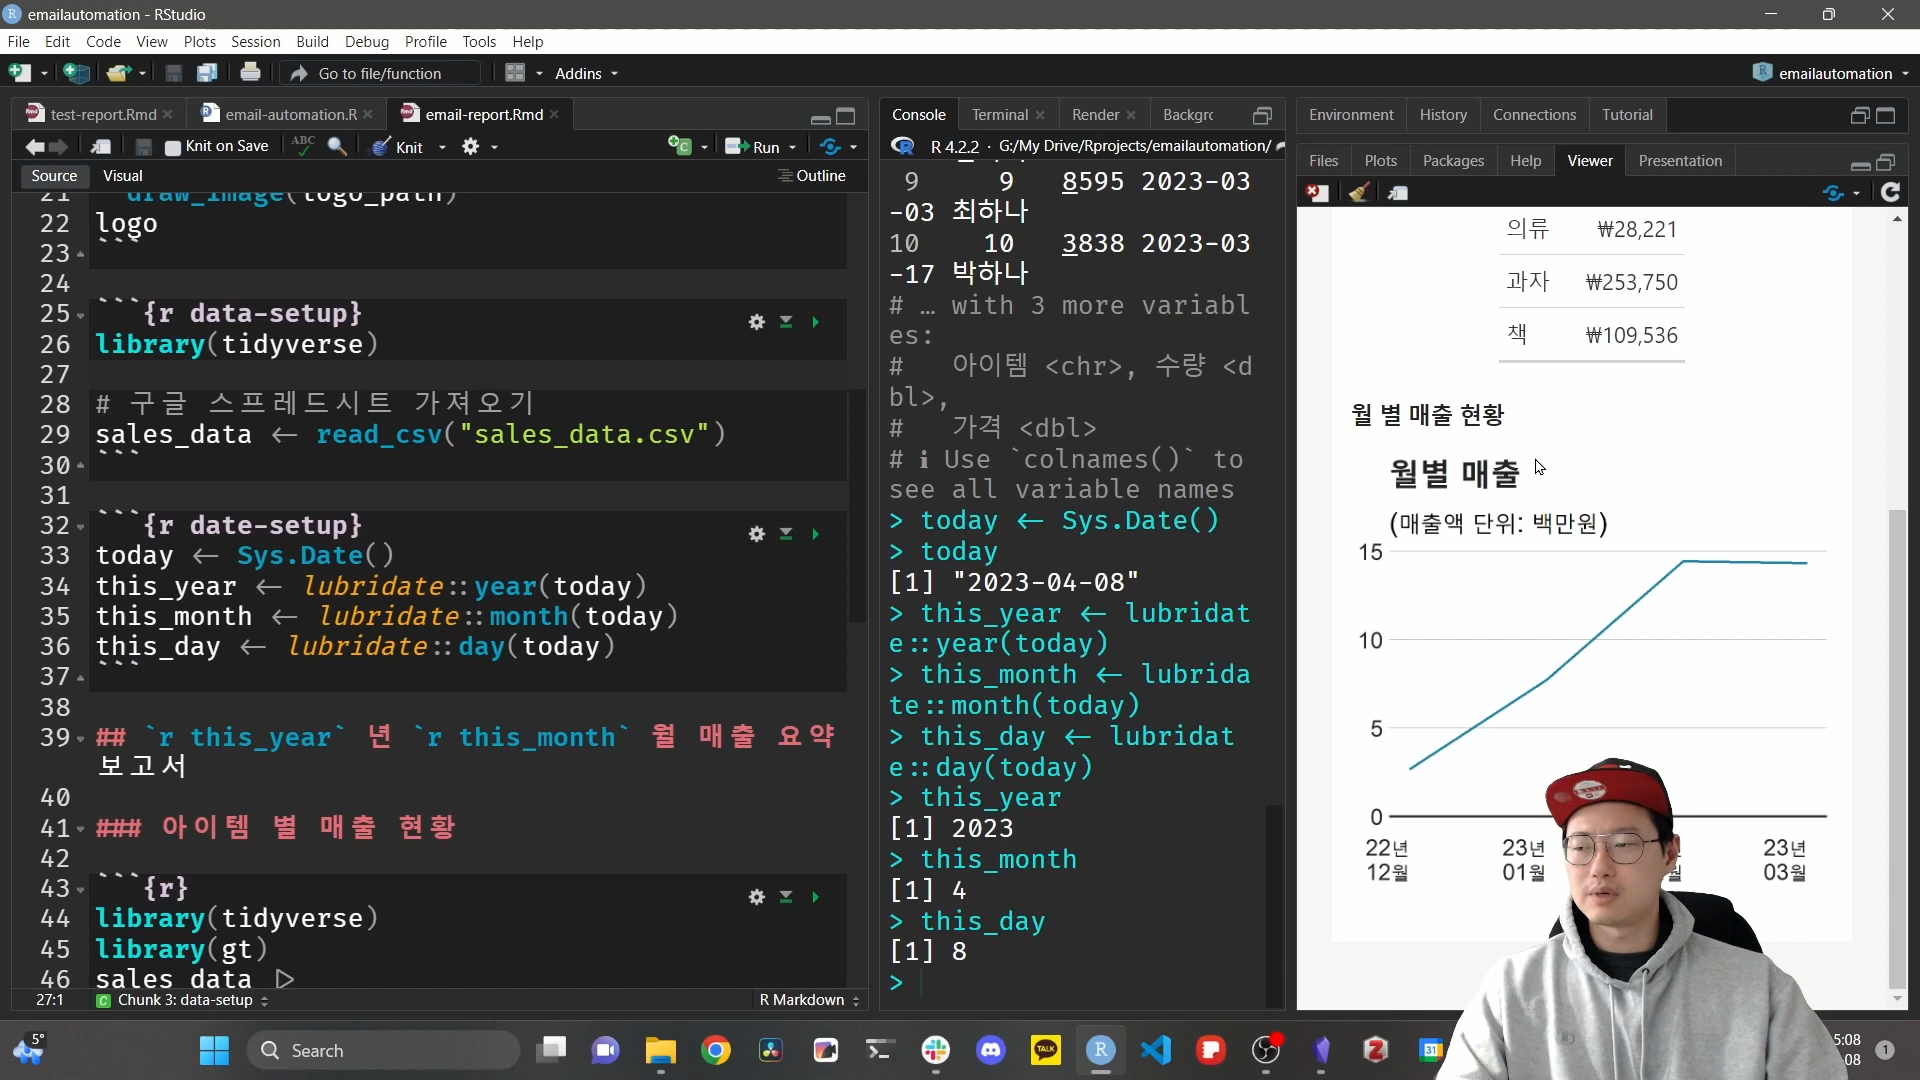 emailautomation - RStudio
File Edit Code View Plots Session Build Debug Profile Tools Help
Go to file/function
Addins
emailautomation
test-report.Rmd
email-automation.R
email-report.Rmd
Knit on Save
ABC
Knit
Run
Source
Visual
Outline
21 draw_image(logo_path)
22 logo
23 ```
24
25 ```{r data-setup}
26 library(tidyverse)
27
28 # 구글 스프레드시트 가져오기
29 sales_data ← read_csv("sales_data.csv")
30 ```
31
32 ```{r date-setup}
33 today ← Sys.Date()
34 this_year ← lubridate::year(today)
35 this_month ← lubridate::month(today)
36 this_day ← lubridate::day(today)
37 ```
38
39 ## `r this_year` 년 `r this_month` 월 매출 요약
보고서
40
41 ### 아이템 별 매출 현황
42
43 ```{r}
44 library(tidyverse)
45 library(gt)
46 sales_data ▷
27:1
Chunk 3: data-setup
R Markdown
Console
Terminal
Render
Backgrc
R 4.2.2 · G:/My Drive/Rprojects/emailautomation/
9 9 8595 2023-03
-03 최하나
10 10 3838 2023-03
-17 박하나
# … with 3 more variabl
es:
# 아이템 <chr>, 수량 <d
bl>,
# 가격 <dbl>
# ℹ Use `colnames()` to
see all variable names
> today ← Sys.Date()
> today
[1] "2023-04-08"
> this_year ← lubridat
e::year(today)
> this_month ← lubrida
te::month(today)
> this_day ← lubridat
e::day(today)
> this_year
[1] 2023
> this_month
[1] 4
> this_day
[1] 8
>
Environment
History
Connections
Tutorial
Files
Plots
Packages
Help
Viewer
Presentation
의류 ₩28,221
과자 ₩253,750
책 ₩109,536
월 별 매출 현황
월별 매출
(매출액 단위: 백만원)
15
10
5
0
22년
12월
23년
01월
월
23년
03월
5°
Search
TALK
31
5:08
08
1